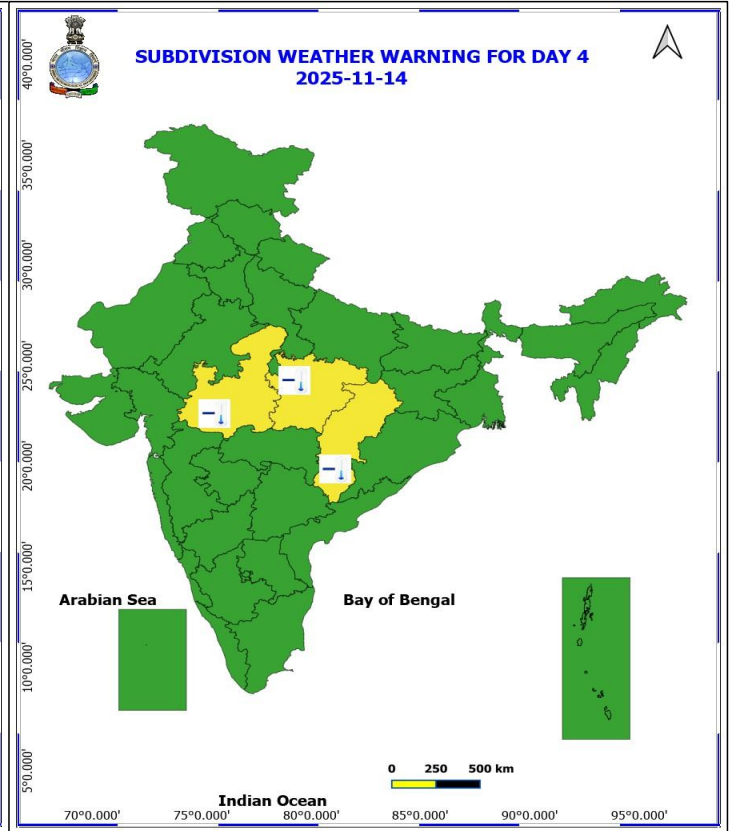 SUBDIVISION WEATHER WARNING FOR DAY 4
2025-11-14
40°0.000'
35°0.000'
30°0.000'
25°0.000'
20°0.000'
15°0.000'
10°0.000'
5°0.000'
Arabian Sea
Bay of Bengal
0 250 500 km
Indian Ocean
70°0.000' 75°0.000' 80°0.000' 85°0.000' 90°0.000' 95°0.000'